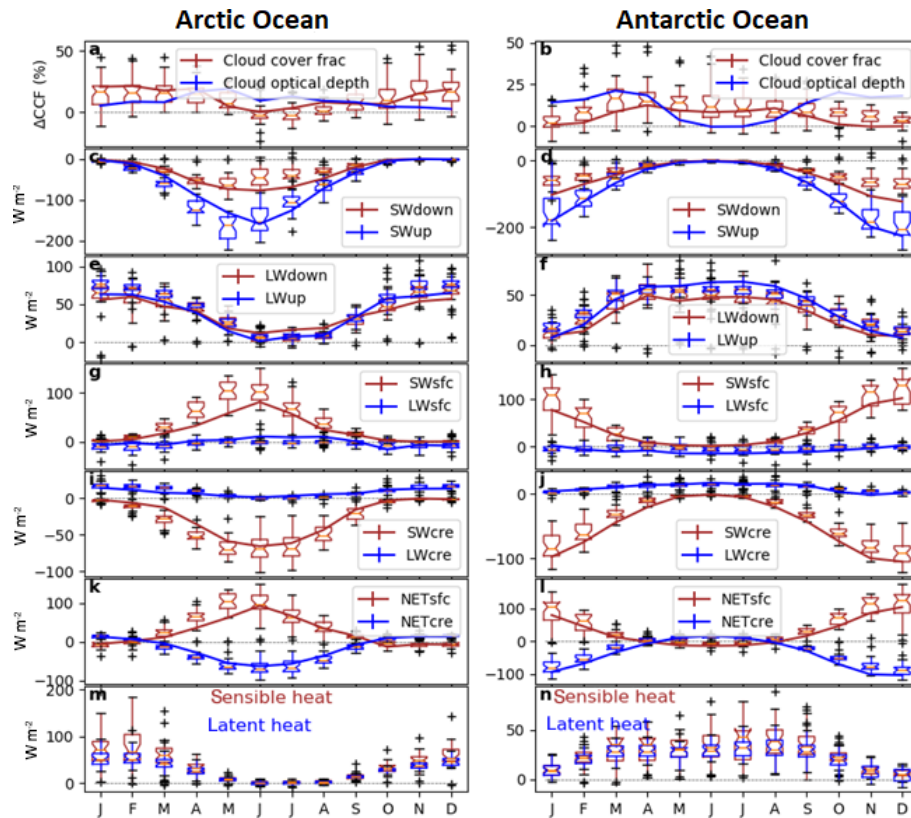 Arctic Ocean
Antarctic Ocean
a
Cloud cover frac
Cloud optical depth
ΔCCF (%)
50
0
b
Cloud cover frac
Cloud optical depth
50
25
0
c
SWdown
SWup
W m-2
0
−100
−200
d
SWdown
SWup
0
−200
e
LWdown
LWup
W m-2
100
50
0
f
LWdown
LWup
50
0
g
SWsfc
LWsfc
W m-2
100
0
h
SWsfc
LWsfc
100
0
i
SWcre
LWcre
W m-2
0
−50
−100
j
SWcre
LWcre
0
−100
k
NETsfc
NETcre
W m-2
100
0
−100
l
NETsfc
NETcre
100
0
−100
m
Sensible heat
Latent heat
W m-2
200
100
0
n
Sensible heat
Latent heat
50
0
J F M A M J J A S O N D
J F M A M J J A S O N D